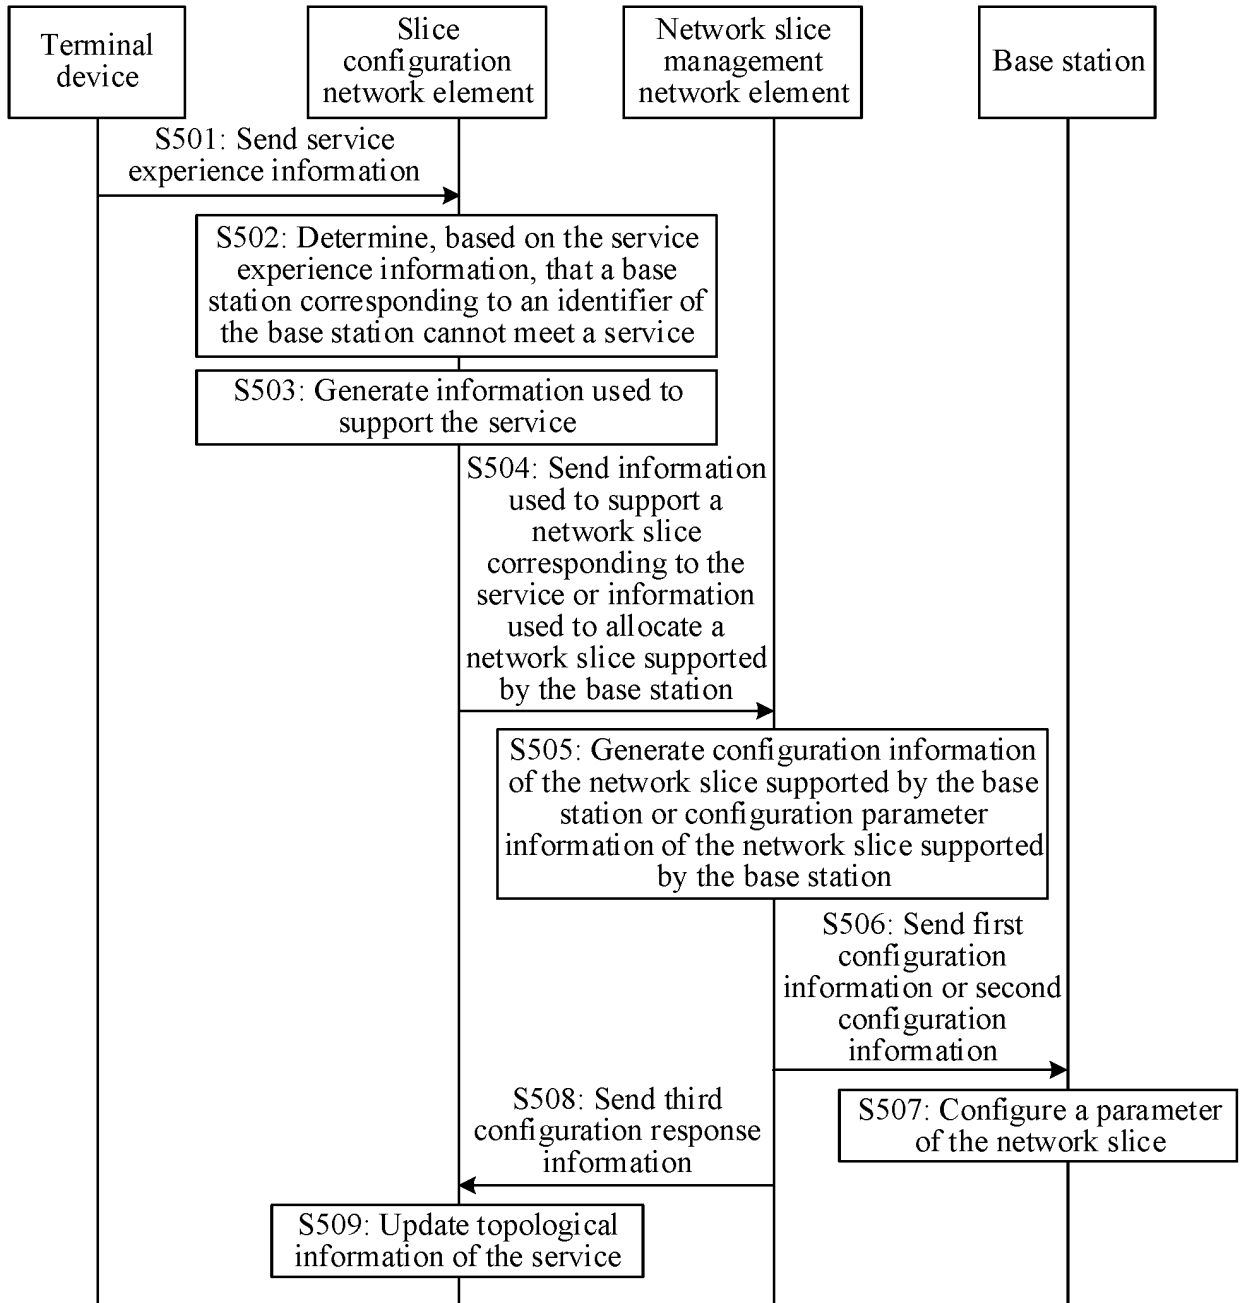 Terminal
device
Slice
configuration
network element
Network slice
management
network element
Base station
S501: Send service
experience information
S502: Determine, based on the service
experience information, that a base
station corresponding to an identifier of
the base station cannot meet a service
S503: Generate information used to
support the service
S504: Send information
used to support a
network slice
corresponding to the
service or information
used to allocate a
network slice supported
by the base station
S505: Generate configuration information
of the network slice supported by the base
station or configuration parameter
information of the network slice supported
by the base station
S506: Send first
configuration
information or second
configuration
information
S507: Configure a parameter
of the network slice
S508: Send third
configuration response
information
S509: Update topological
information of the service